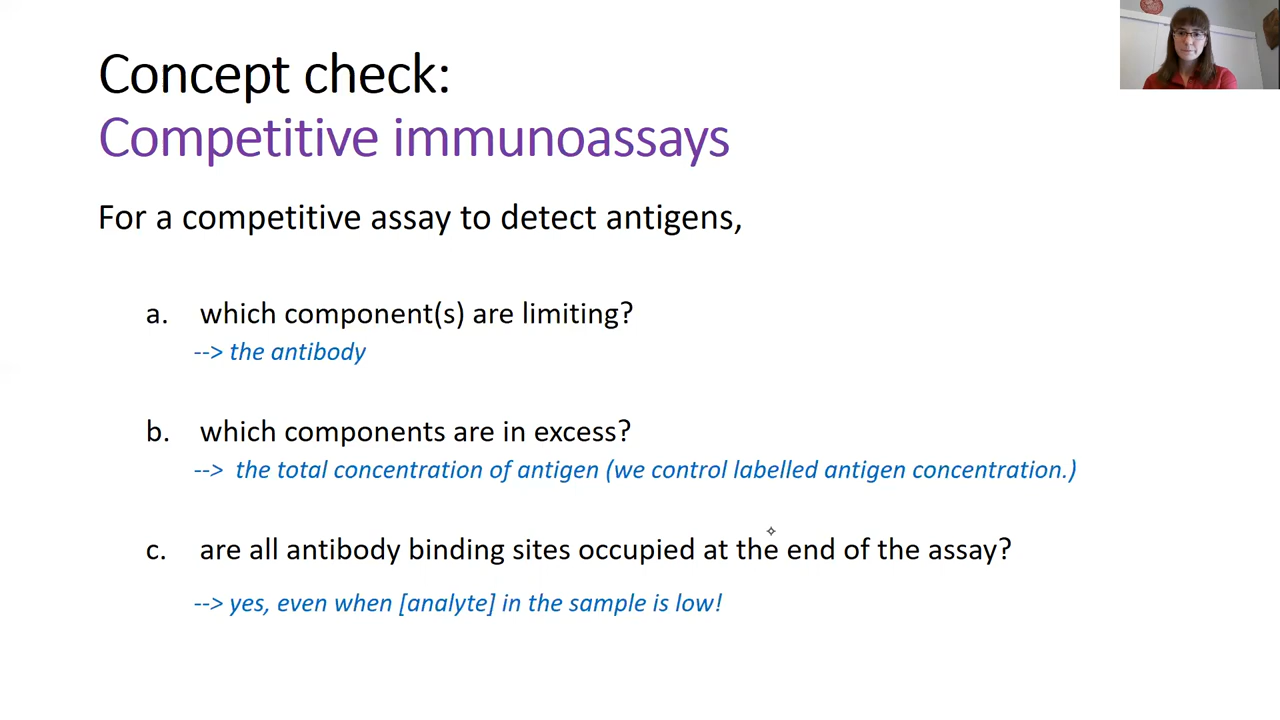 Concept check:
Competitive immunoassays
For a competitive assay to detect antigens,
a. which component(s) are limiting?
--> the antibody
b. which components are in excess?
--> the total concentration of antigen (we control labelled antigen concentration.)
c. are all antibody binding sites occupied at the end of the assay?
--> yes, even when [analyte] in the sample is low!